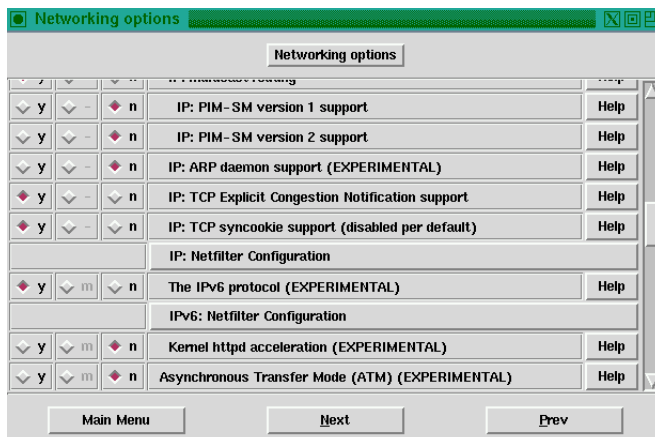 Networking options
Networking options
y - n IP: PIM-SM version 1 support Help
y - n IP: PIM-SM version 2 support Help
y - n IP: ARP daemon support (EXPERIMENTAL) Help
y - n IP: TCP Explicit Congestion Notification support Help
y - n IP: TCP syncookie support (disabled per default) Help
IP: Netfilter Configuration
y m n The IPv6 protocol (EXPERIMENTAL) Help
IPv6: Netfilter Configuration
y m n Kernel httpd acceleration (EXPERIMENTAL) Help
y m n Asynchronous Transfer Mode (ATM) (EXPERIMENTAL) Help
Main Menu Next Prev